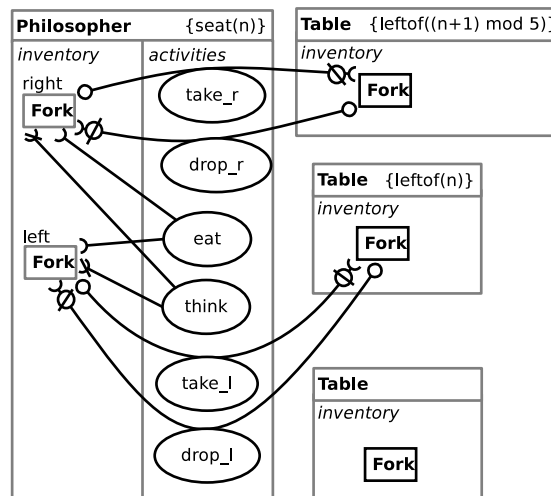 Philosopher {seat(n)}
inventory activities
right
Fork
take_r
drop_r
eat
left
Fork
think
take_l
drop_l
Table {leftof((n+1) mod 5)}
inventory
Fork
Table {leftof(n)}
inventory
Fork
Table
inventory
Fork